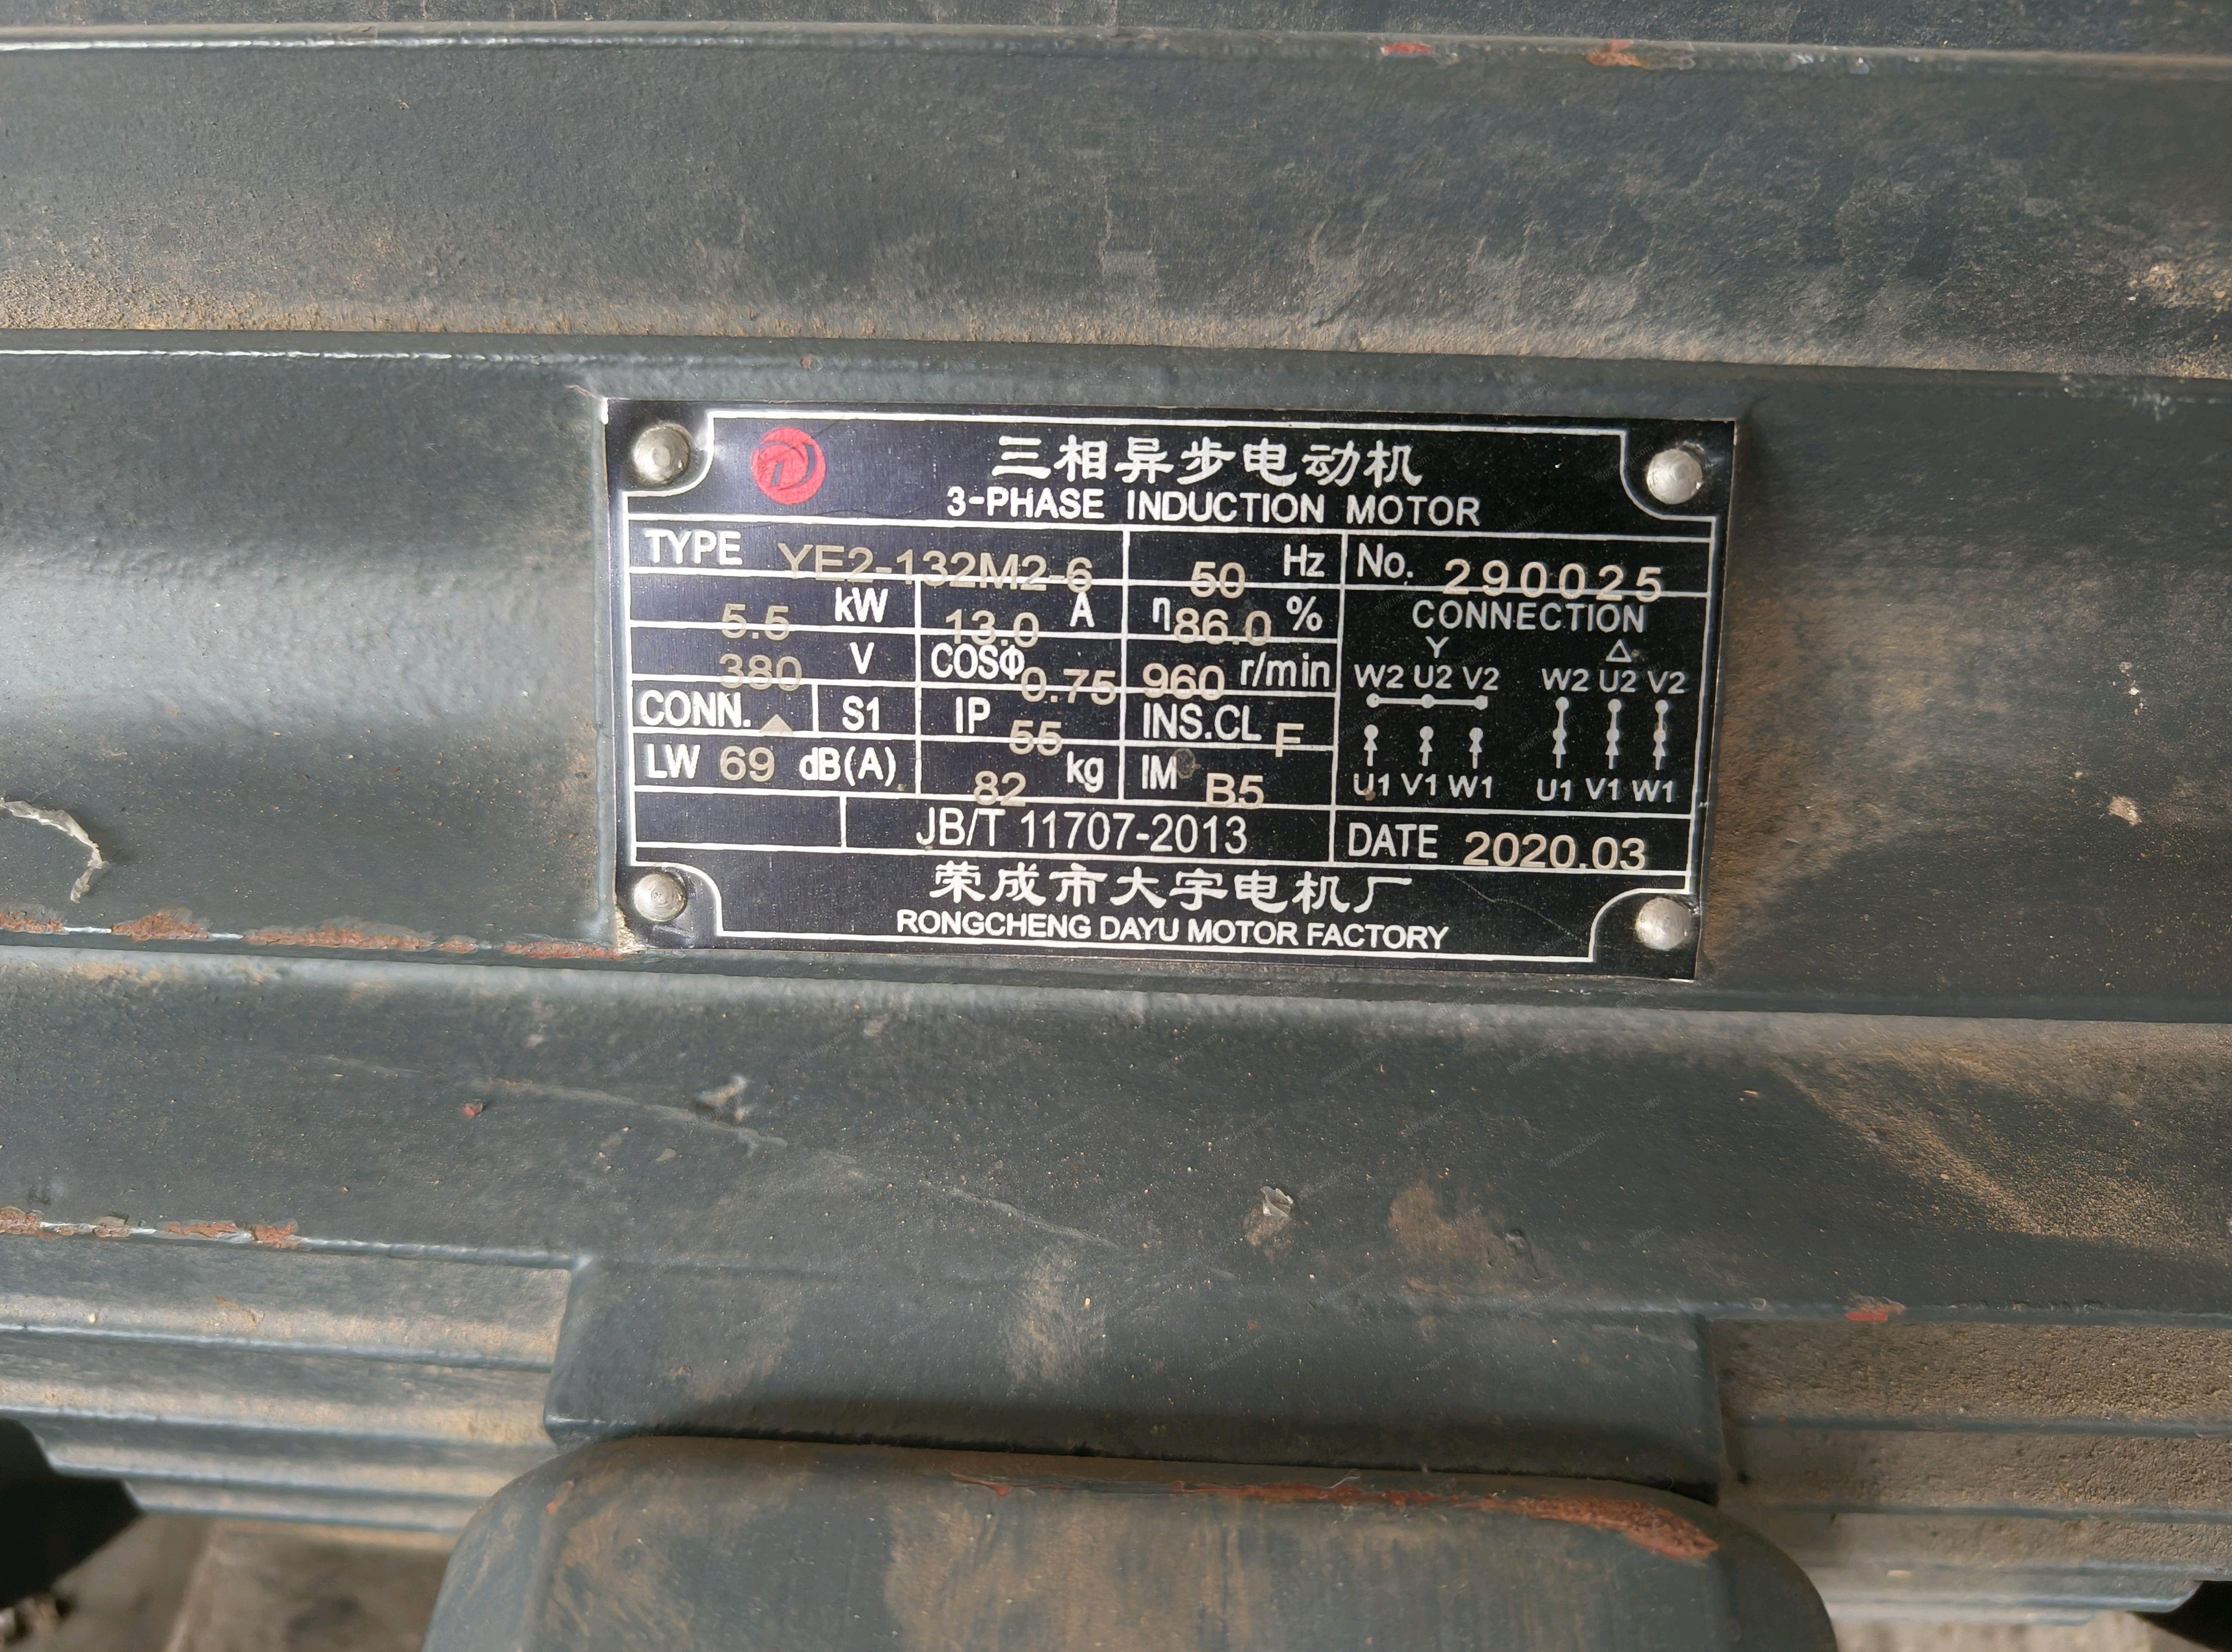 三相异步电动机
3-PHASE INDUCTION MOTOR
TYPE YE2-132M2-6 50 Hz No. 290025
5.5 kW 13.0 A η 86.0 % CONNECTION
380 V COSΦ 0.75 960 r/min Y △
W2 U2 V2 W2 U2 V2
CONN. △ S1 IP 55 INS.CL F
LW 69 dB(A) 82 kg IM B5 U1 V1 W1 U1 V1 W1
JB/T 11707-2013 DATE 2020.03
荣成市大宇电机厂
RONGCHENG DAYU MOTOR FACTORY